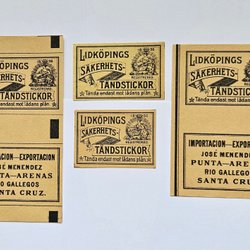 LIDKÖPINGS
SÄKERHETS-
TÄNDSTICKOR
Tända endast mot lådans plån.
IMPORTACION—EXPORTACION
JOSÉ MENENDEZ
PUNTA—ARENAS
RIO GALLEGOS
SANTA CRUZ.
LIDKÖPINGS
SÄKERHETS-
TÄNDSTICKOR
Tända endast mot lådans plån.
LIDKÖPINGS
SÄKERHETS-
TÄNDSTICKOR
Tända endast mot lådans plån.
LIDKÖPINGS
SÄKERHETS-
TÄNDSTICKOR
Tända endast mot lådans plån.
IMPORTACION—EXPORTACION
JOSÉ MENENDEZ
PUNTA—ARENAS
RIO GALLEGOS
SANTA CRUZ